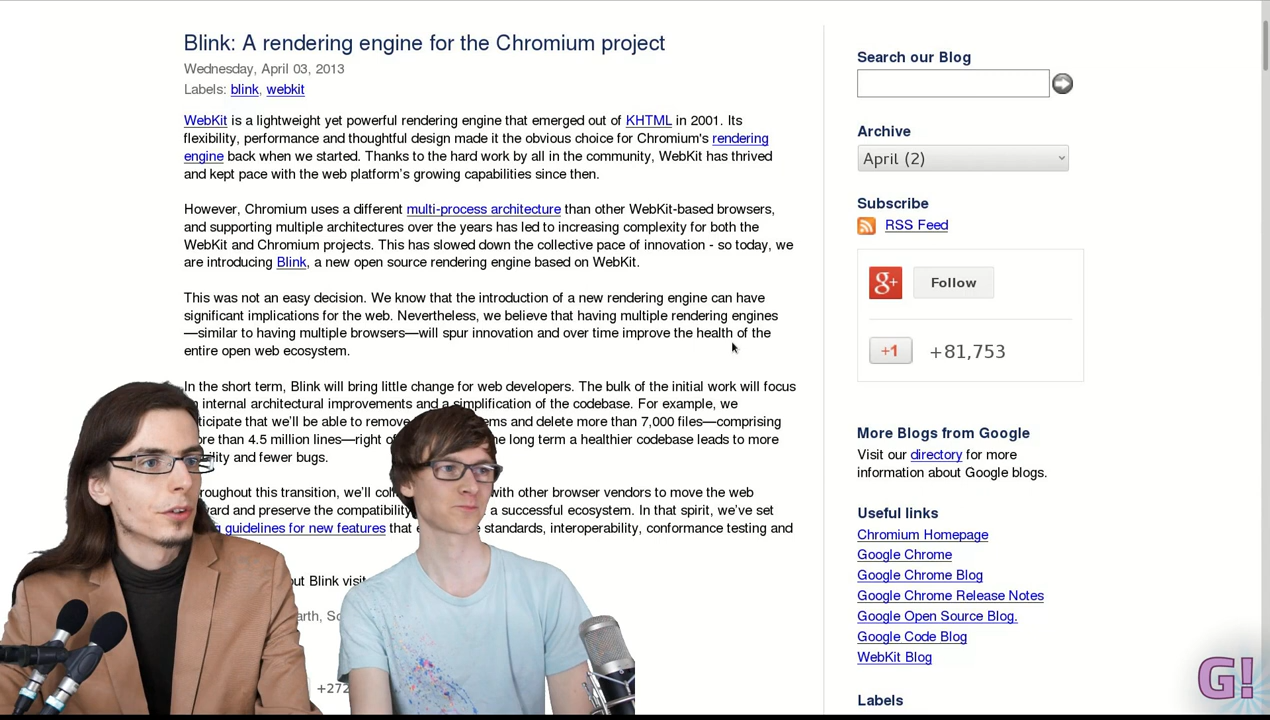 Blink: A rendering engine for the Chromium project
Wednesday, April 03, 2013
Labels: blink, webkit
WebKit is a lightweight yet powerful rendering engine that emerged out of KHTML in 2001. Its
flexibility, performance and thoughtful design made it the obvious choice for Chromium's rendering
engine back when we started. Thanks to the hard work by all in the community, WebKit has thrived
and kept pace with the web platform's growing capabilities since then.
However, Chromium uses a different multi-process architecture than other WebKit-based browsers,
and supporting multiple architectures over the years has led to increasing complexity for both the
WebKit and Chromium projects. This has slowed down the collective pace of innovation - so today, we
are introducing Blink, a new open source rendering engine based on WebKit.
This was not an easy decision. We know that the introduction of a new rendering engine can have
significant implications for the web. Nevertheless, we believe that having multiple rendering engines
—similar to having multiple browsers—will spur innovation and over time improve the health of the
entire open web ecosystem.
In the short term, Blink will bring little change for web developers. The bulk of the initial work will focus
internal architectural improvements and a simplification of the codebase. For example, we
that we'll be able to remove and delete more than 7,000 files—comprising
than 4.5 million lines—right the long term a healthier codebase leads to more
and fewer bugs.
this transition, we'll with other browser vendors to move the web
and preserve the compatibility a successful ecosystem. In that spirit, we've set
guidelines for new features that standards, interoperability, conformance testing and
Blink visit
+272
Search our Blog
Archive
April (2)
Subscribe
RSS Feed
g+ Follow
+1 +81,753
More Blogs from Google
Visit our directory for more
information about Google blogs.
Useful links
Chromium Homepage
Google Chrome
Google Chrome Blog
Google Chrome Release Notes
Google Open Source Blog.
Google Code Blog
WebKit Blog
Labels
G!